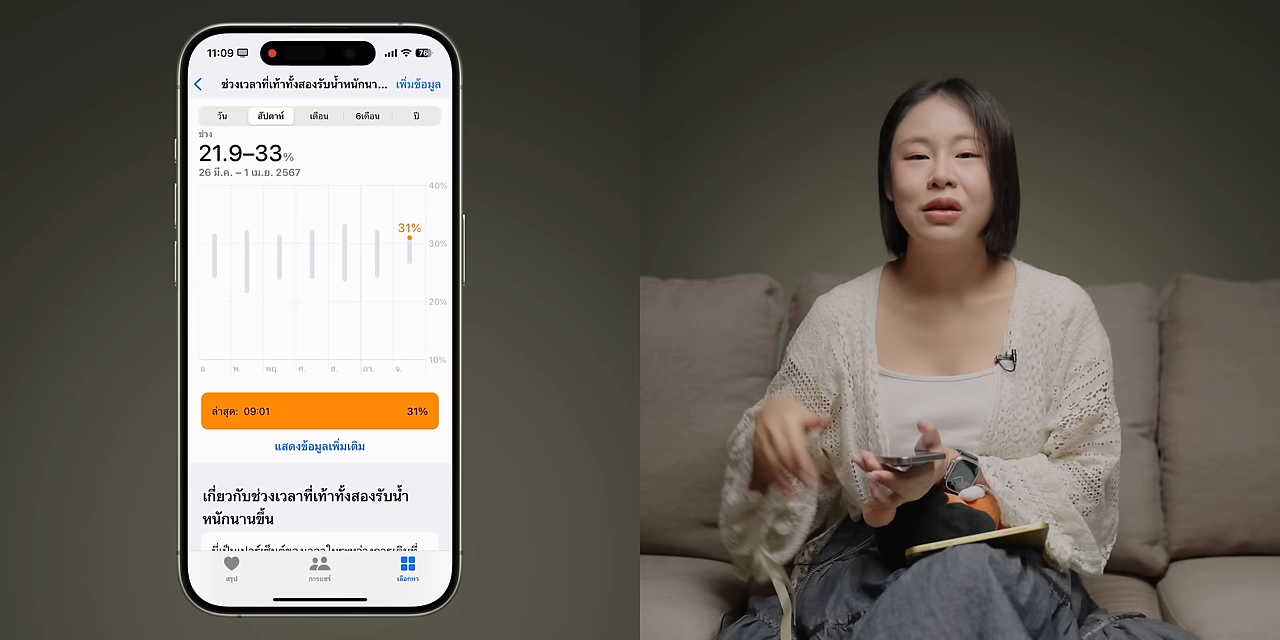 11:09
76
ช่วงเวลาที่เท้าทั้งสองรับน้ำหนักนา...
เพิ่มข้อมูล
วัน
สัปดาห์
เดือน
6เดือน
ปี
ช่วง
21.9–33%
26 มี.ค. – 1 เม.ย. 2567
40%
31%
30%
20%
10%
อ.
พ.
พฤ.
ศ.
ส.
อา.
จ.
ล่าสุด: 09:01
31%
แสดงข้อมูลเพิ่มเติม
เกี่ยวกับช่วงเวลาที่เท้าทั้งสองรับน้ำ
หนักนานขึ้น
สรุป
การแชร์
เลือกหา